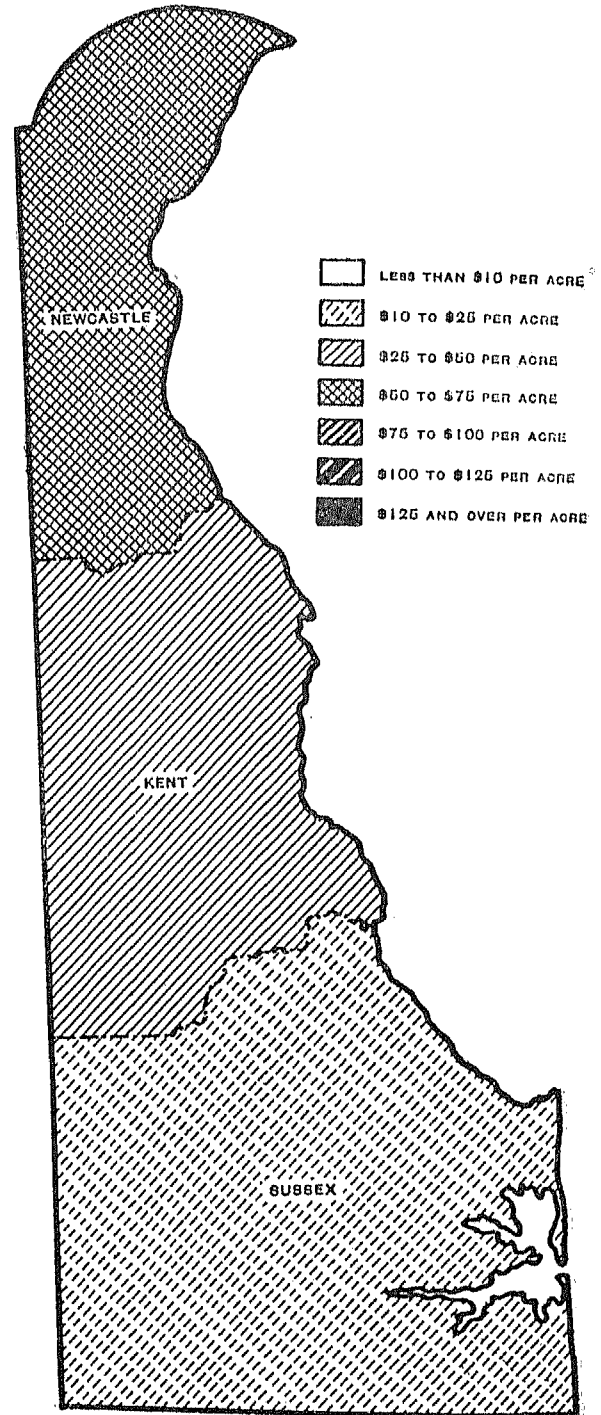 LESS THAN $10 PER ACRE
$10 TO $25 PER ACRE
$25 TO $50 PER ACRE
$50 TO $75 PER ACRE
$75 TO $100 PER ACRE
$100 TO $125 PER ACRE
$125 AND OVER PER ACRE
NEWCASTLE
KENT
SUSSEX